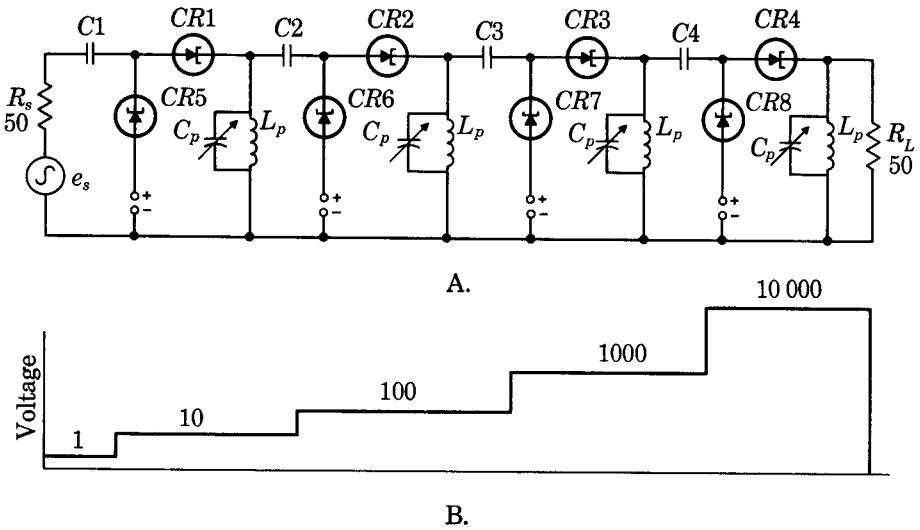 C1 CR1 C2 CR2 C3 CR3 C4 CR4
R_s 50 CR5 C_p L_p CR6 C_p L_p CR7 C_p L_p CR8 C_p L_p R_L 50
e_s + − + − + − + −
A.
Voltage 1 10 100 1000 10 000
B.